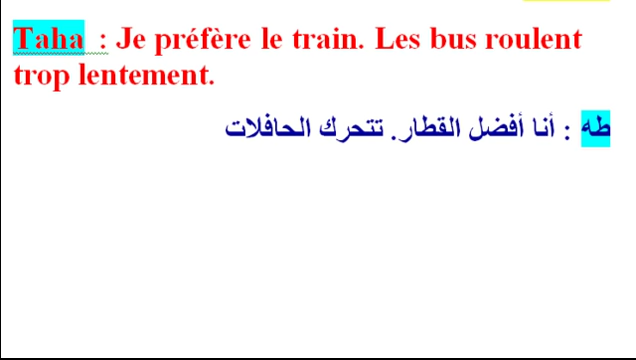 Taha : Je préfère le train. Les bus roulent
trop lentement.
طه : أنا أفضل القطار. تتحرك الحافلات